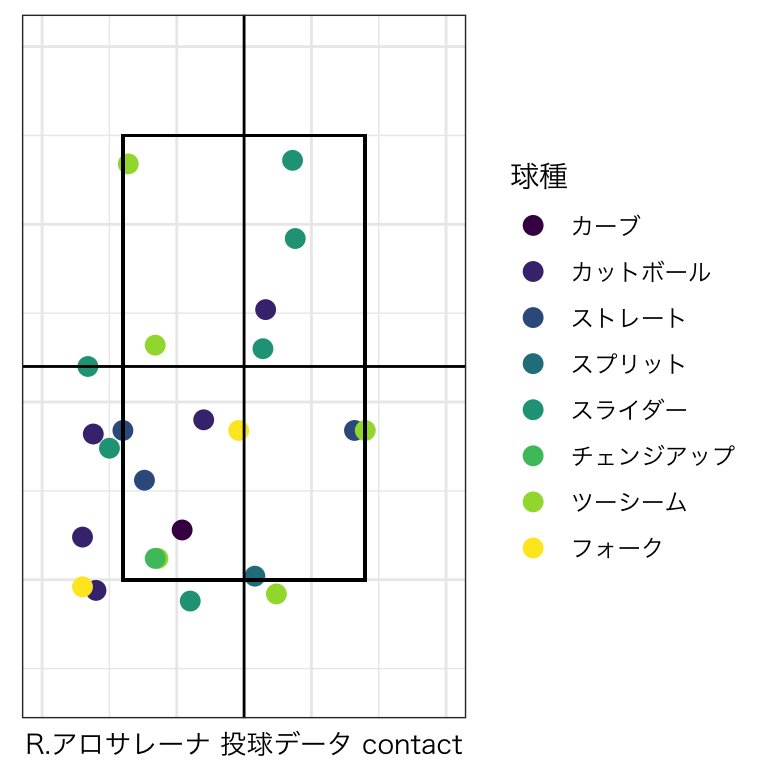 球種
カーブ
カットボール
ストレート
スプリット
スライダー
チェンジアップ
ツーシーム
フォーク
R.アロサレーナ 投球データ contact